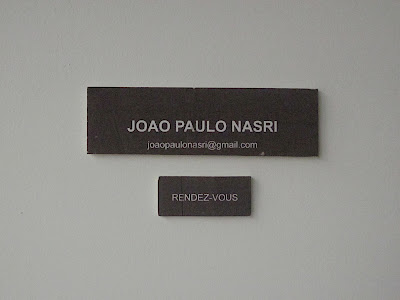 JOAO PAULO NASRI
joaopaulonasri@gmail.com
RENDEZ-VOUS